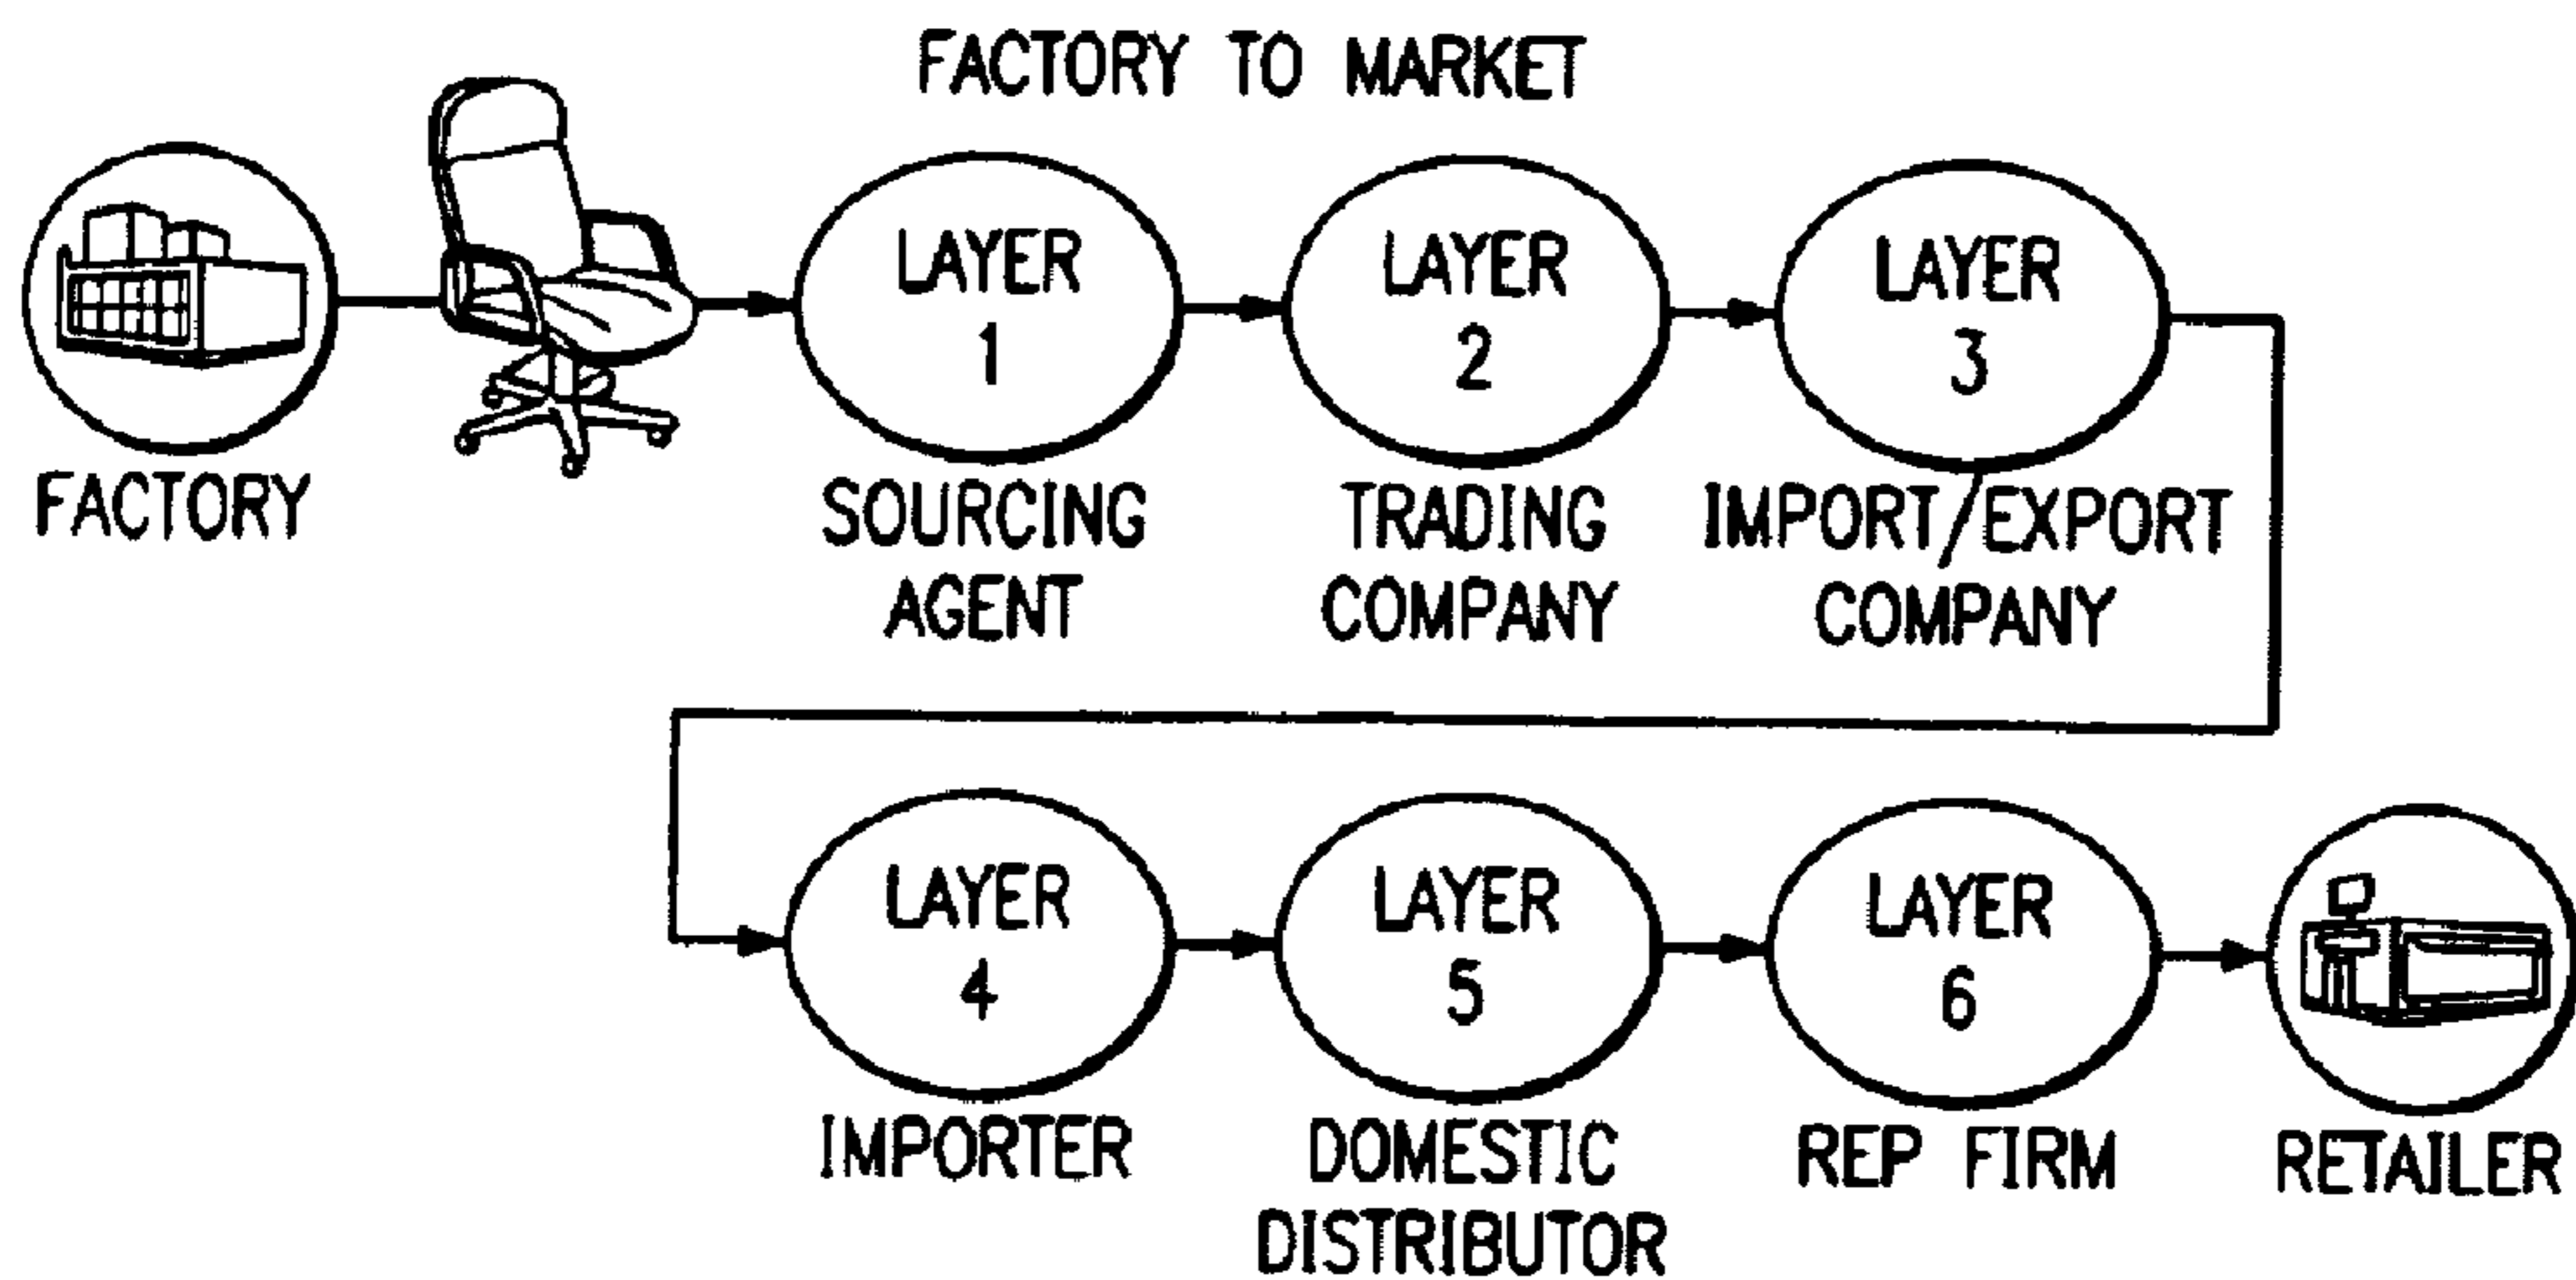 FACTORY TO MARKET
FACTORY
LAYER
1
SOURCING
AGENT
LAYER
2
TRADING
COMPANY
LAYER
3
IMPORT/EXPORT
COMPANY
LAYER
4
IMPORTER
LAYER
5
DOMESTIC
DISTRIBUTOR
LAYER
6
REP FIRM
RETAILER